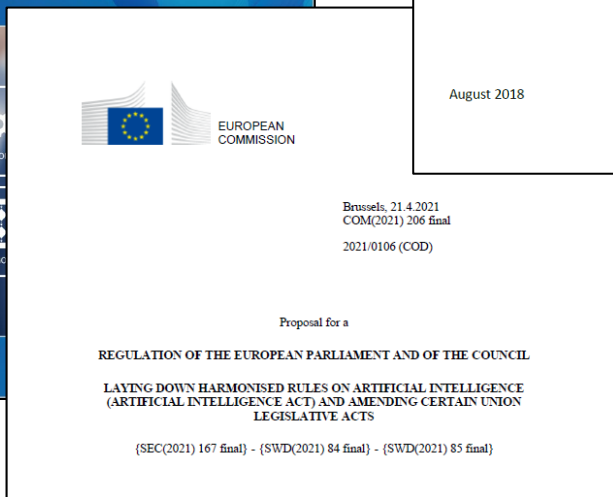 August 2018
EUROPEAN
COMMISSION
Brussels, 21.4.2021
COM(2021) 206 final
2021/0106 (COD)
Proposal for a
REGULATION OF THE EUROPEAN PARLIAMENT AND OF THE COUNCIL
LAYING DOWN HARMONISED RULES ON ARTIFICIAL INTELLIGENCE
(ARTIFICIAL INTELLIGENCE ACT) AND AMENDING CERTAIN UNION
LEGISLATIVE ACTS
{SEC(2021) 167 final} - {SWD(2021) 84 final} - {SWD(2021) 85 final}